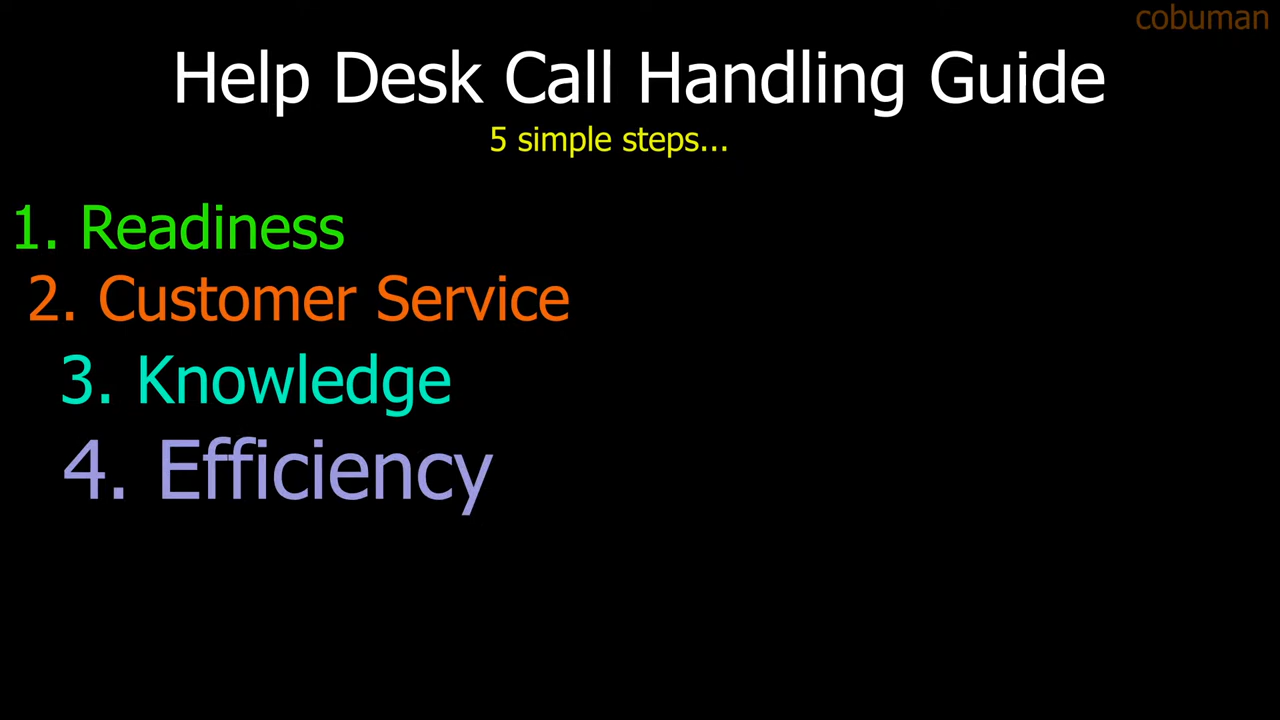 cobuman
Help Desk Call Handling Guide
5 simple steps...
1. Readiness
2. Customer Service
3. Knowledge
4. Efficiency